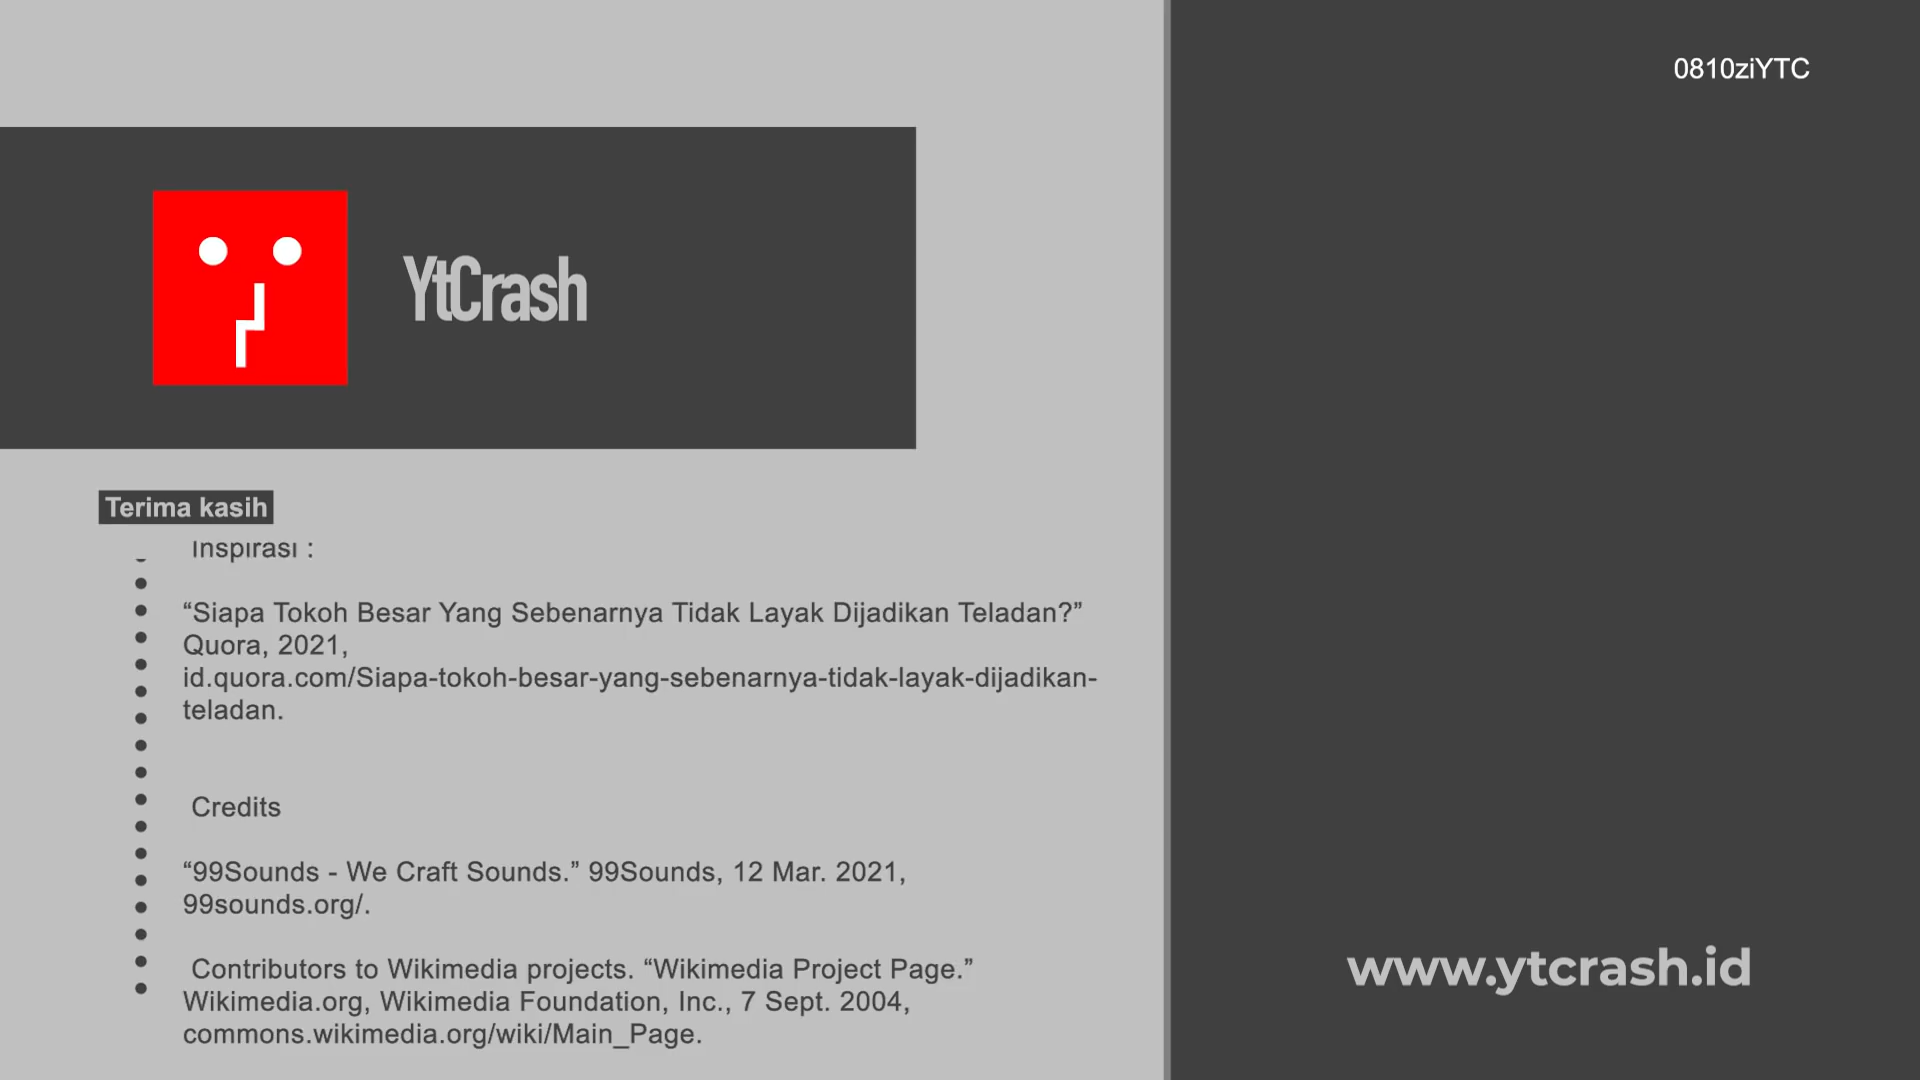 0810ziYTC
YtCrash
Terima kasih
Inspirasi :
“Siapa Tokoh Besar Yang Sebenarnya Tidak Layak Dijadikan Teladan?”
Quora, 2021,
id.quora.com/Siapa-tokoh-besar-yang-sebenarnya-tidak-layak-dijadikan-
teladan.
Credits
“99Sounds - We Craft Sounds.” 99Sounds, 12 Mar. 2021,
99sounds.org/.
Contributors to Wikimedia projects. “Wikimedia Project Page.”
Wikimedia.org, Wikimedia Foundation, Inc., 7 Sept. 2004,
commons.wikimedia.org/wiki/Main_Page.
www.ytcrash.id